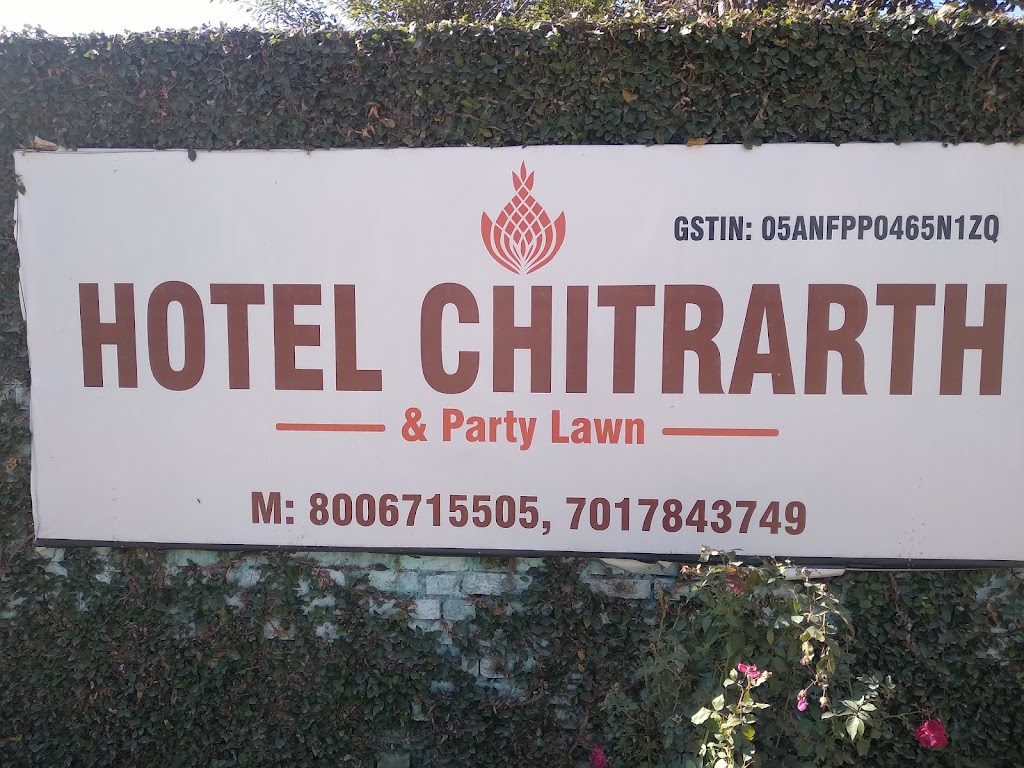 GSTIN: 05ANFPP0465N1ZQ
HOTEL CHITRARTH
& Party Lawn
M: 8006715505, 7017843749